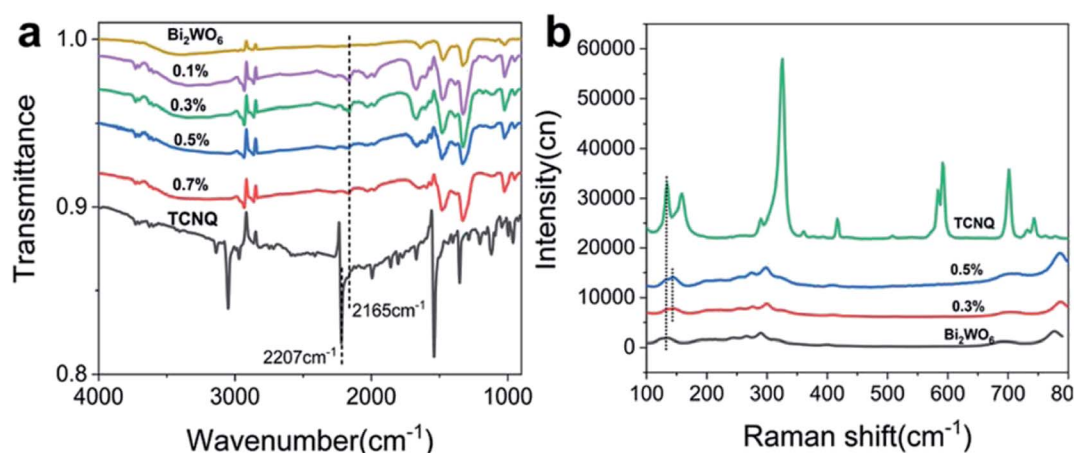 a
1.0
0.9
0.8
Transmittance
Bi₂WO₆
0.1%
0.3%
0.5%
0.7%
TCNQ
2165cm⁻¹
2207cm⁻¹
4000 3000 2000 1000
Wavenumber(cm⁻¹)
b
60000
50000
40000
30000
20000
10000
0
Intensity(cn)
TCNQ
0.5%
0.3%
Bi₂WO₆
100 200 300 400 500 600 700 80
Raman shift(cm⁻¹)